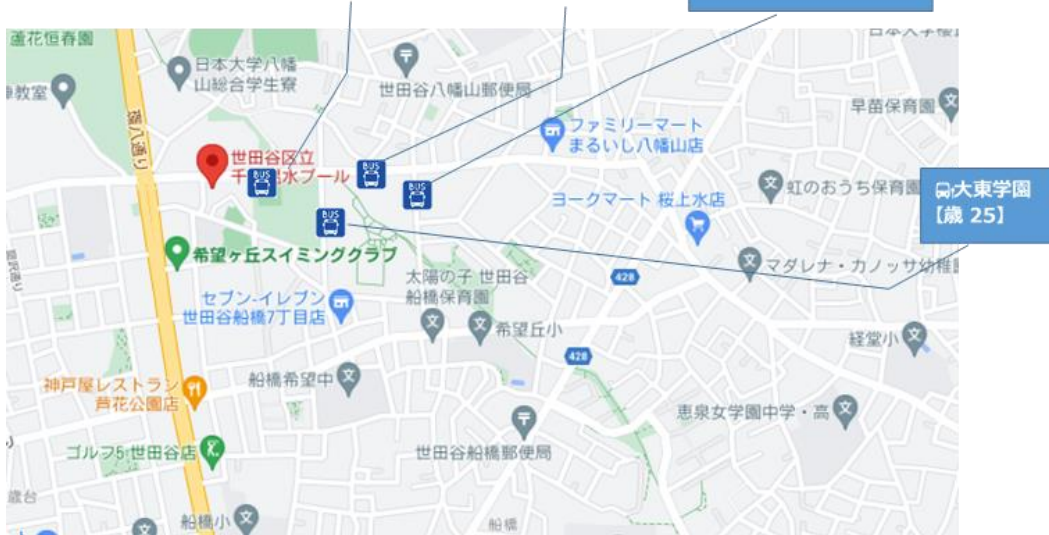 蘆花恒春園
日本大学八幡
山総合学生寮
世田谷八幡山郵便局
教室
環八通り
早苗保育園
ファミリーマート
まるいし八幡山店
世田谷区立
BUS
BUS
BUS
BUS
ヨークマート 桜上水店
虹のおうち保育園
大東学園
【歳 25】
希望ヶ丘スイミングクラブ
マダレナ・カノッサ幼稚園
太陽の子 世田谷
船橋保育園
428
セブン-イレブン
世田谷船橋7丁目店
希望丘小
経堂小
428
神戸屋レストラン
芦花公園店
船橋希望中
恵泉女学園中学・高
ゴルフ5 世田谷店
世田谷船橋郵便局
船橋小
船橋